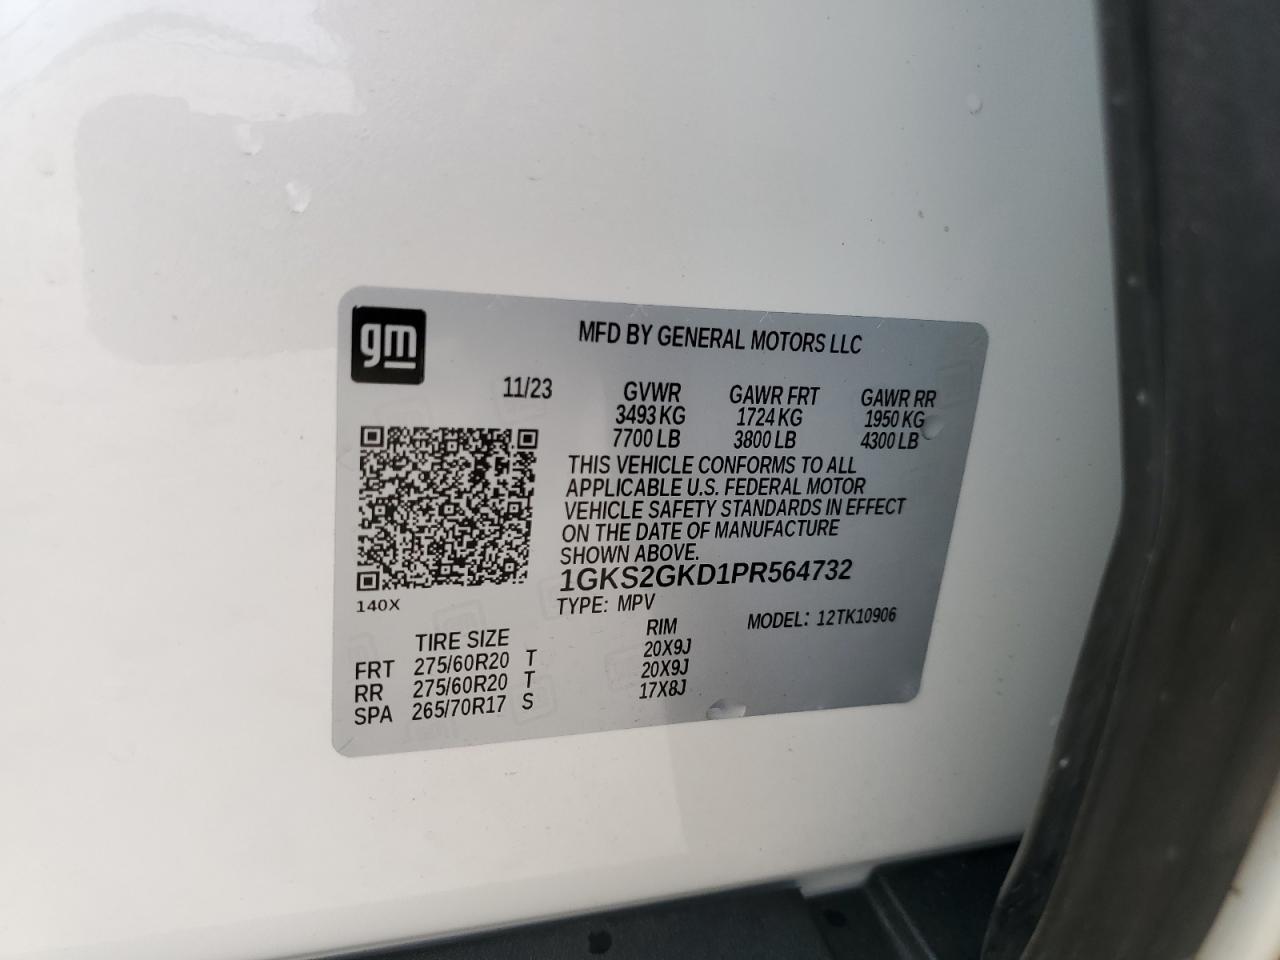 gm
MFD BY GENERAL MOTORS LLC
11/23 GVWR GAWR FRT GAWR RR
3493 KG 1724 KG 1950 KG
7700 LB 3800 LB 4300 LB
THIS VEHICLE CONFORMS TO ALL
APPLICABLE U.S. FEDERAL MOTOR
VEHICLE SAFETY STANDARDS IN EFFECT
ON THE DATE OF MANUFACTURE
SHOWN ABOVE.
1GKS2GKD1PR564732
140X
TYPE: MPV MODEL: 12TK10906
TIRE SIZE RIM
FRT 275/60R20 T 20X9J
RR 275/60R20 T 20X9J
SPA 265/70R17 S 17X8J